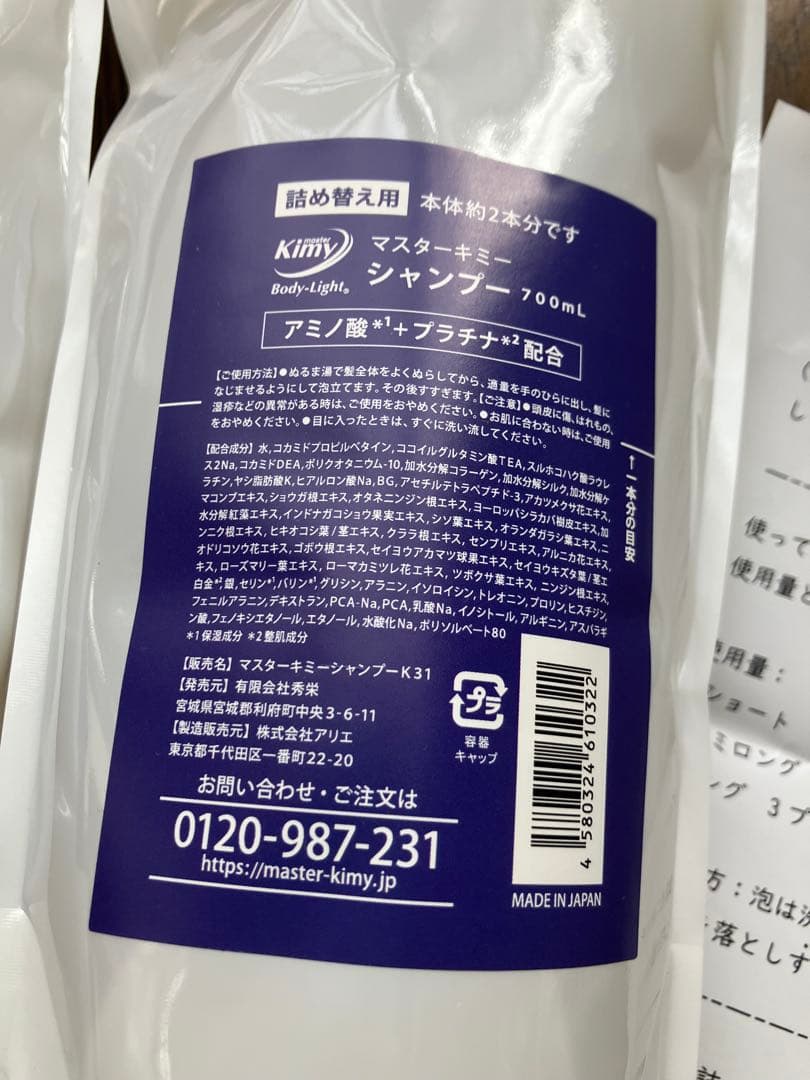 詰め替え用 本体約2本分です
master Kimy Body-Light®
マスターキミー
シャンプー 700mL
アミノ酸*1+プラチナ*2 配合
【ご使用方法】●ぬるま湯で髪全体をよくぬらしてから、適量を手のひらに出し、髪に
なじませるようにして泡立てます。その後すすぎます。【ご注意】●頭皮に傷、はれもの、
湿疹などの異常がある時は、ご使用をおやめください。●お肌に合わない時は、ご使用
をおやめください。●目に入ったときは、すぐに洗い流してください。
【配合成分】水,コカミドプロピルベタイン,ココイルグルタミン酸TEA,スルホコハク酸ラウレ
ス2Na,コカミドDEA,ポリクオタニウム-10,加水分解コラーゲン,加水分解シルク,加水分解ケ
ラチン,ヤシ脂肪酸K,ヒアルロン酸Na,BG,アセチルテトラペプチド-3,アカツメクサ花エキス,
マコンブエキス,ショウガ根エキス,オタネニンジン根エキス,ヨーロッパシラカバ樹皮エキス,加
水分解紅藻エキス,インドナガコショウ果実エキス,シソ葉エキス,オランダガラシ葉エキス,ニ
ンニク根エキス,ヒキオコシ葉/茎エキス,クララ根エキス,センブリエキス,アルニカ花エキス,
オドリコソウ花エキス,ゴボウ根エキス,セイヨウアカマツ球果エキス,セイヨウキズタ葉/茎エ
キス,ローズマリー葉エキス,ローマカミツレ花エキス,ツボクサ葉エキス,ニンジン根エキス,
白金*2,銀,セリン*1,バリン*1,グリシン,アラニン,イソロイシン,トレオニン,プロリン,ヒスチジン,
フェニルアラニン,デキストラン,PCA-Na,PCA,乳酸Na,イノシトール,アルギニン,アスパラギ
ン酸,フェノキシエタノール,エタノール,水酸化Na,ポリソルベート80
*1保湿成分 *2整肌成分
↑一本分の目安
【販売名】マスターキミーシャンプーK31
【発売元】有限会社秀栄
宮城県宮城郡利府町中央3-6-11
【製造販売元】株式会社アリエ
東京都千代田区一番町22-20
プラ
容器
キャップ
お問い合わせ・ご注文は
0120-987-231
https://master-kimy.jp
4 580324 610322
MADE IN JAPAN
使って
使用量と
使用量：
ショート
ミロング
ング 3プ
方：泡は洗
落としす